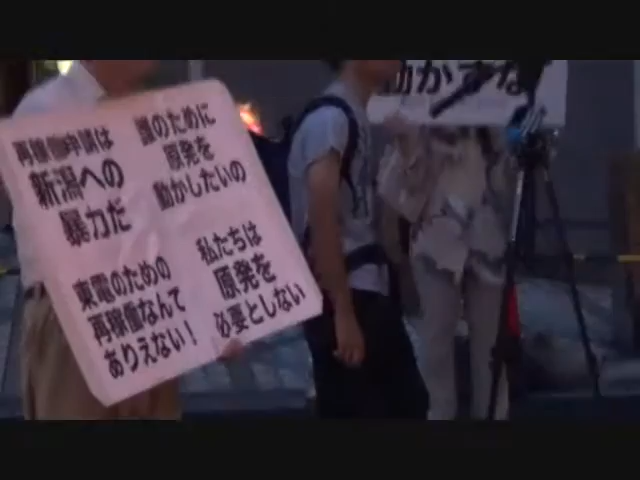 再稼働申請は
新潟への
暴力だ
誰のために
原発を
動かしたいの
東電のための
再稼働なんて
ありえない！
私たちは
原発を
必要としない
動かすな